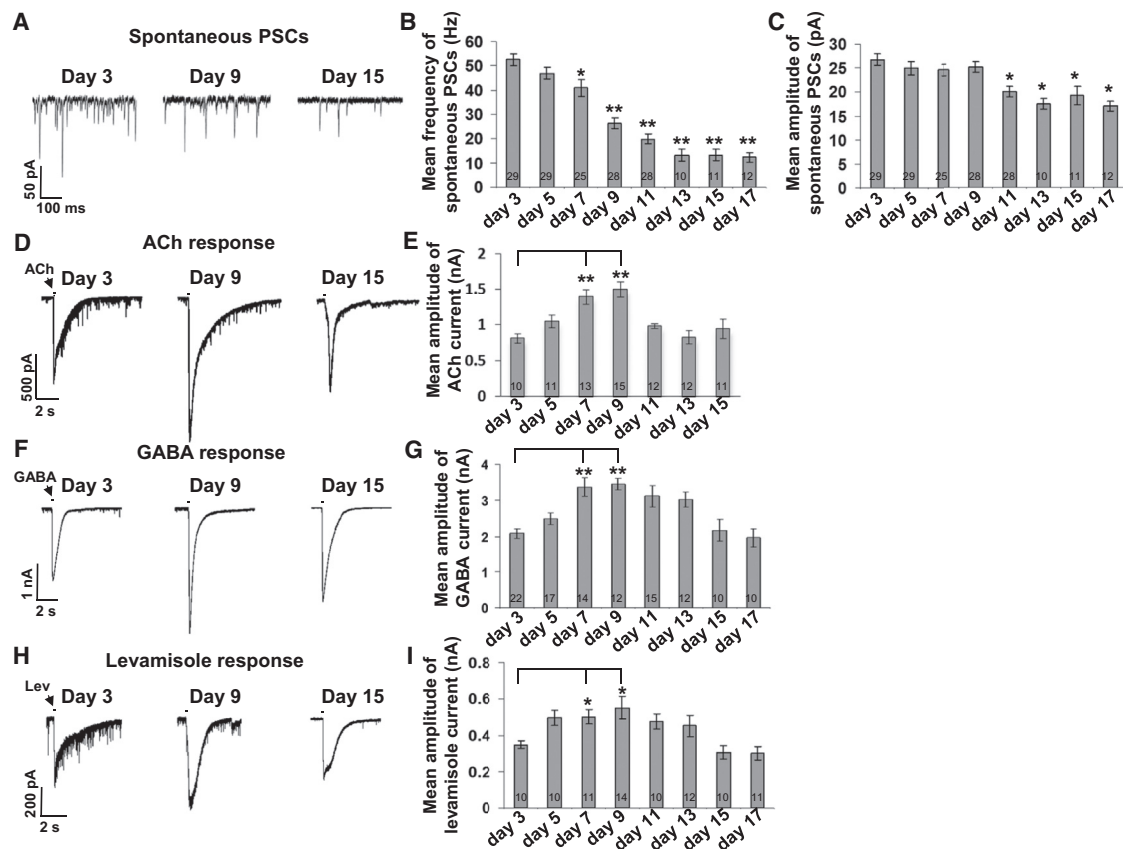 A
Spontaneous PSCs
Day 3 Day 9 Day 15
50 pA
100 ms
B
Mean frequency of
spontaneous PSCs (Hz)
60
50
40
30
20
10
0
* ** ** ** ** **
29 29 25 28 28 10 11 12
day 3 day 5 day 7 day 9 day 11 day 13 day 15 day 17
C
Mean amplitude of
spontaneous PSCs (pA)
30
25
20
15
10
5
0
* * * *
29 29 25 28 28 10 11 12
day 3 day 5 day 7 day 9 day 11 day 13 day 15 day 17
D
ACh response
ACh
Day 3 Day 9 Day 15
500 pA
2 s
E
Mean amplitude of
ACh current (nA)
2
1.5
1
0.5
0
** **
10 11 13 15 12 12 11
day 3 day 5 day 7 day 9 day 11 day 13 day 15
F
GABA response
GABA
Day 3 Day 9 Day 15
1 nA
2 s
G
Mean amplitude of
GABA current (nA)
4
3
2
1
0
** **
22 17 14 12 15 12 10 10
day 3 day 5 day 7 day 9 day 11 day 13 day 15 day 17
H
Levamisole response
Lev
Day 3 Day 9 Day 15
200 pA
2 s
I
Mean amplitude of
levamisole current (nA)
0.8
0.6
0.4
0.2
0
* *
10 10 11 14 10 12 10 11
day 3 day 5 day 7 day 9 day 11 day 13 day 15 day 17